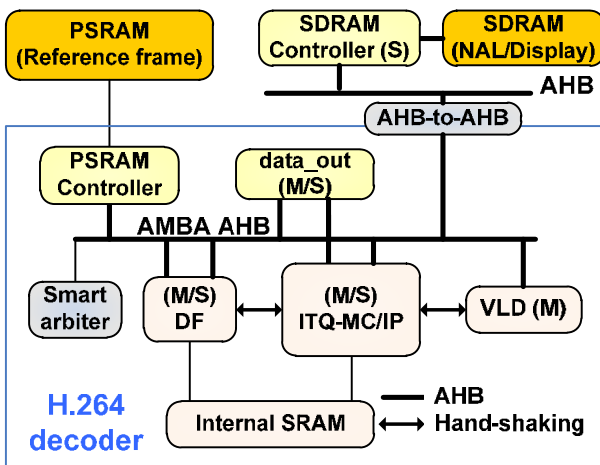 PSRAM
(Reference frame)
SDRAM
Controller (S)
SDRAM
(NAL/Display)
AHB
AHB-to-AHB
PSRAM
Controller
data_out
(M/S)
AMBA AHB
Smart
arbiter
(M/S)
DF
(M/S)
ITQ-MC/IP
VLD (M)
Internal SRAM
AHB
Hand-shaking
H.264
decoder